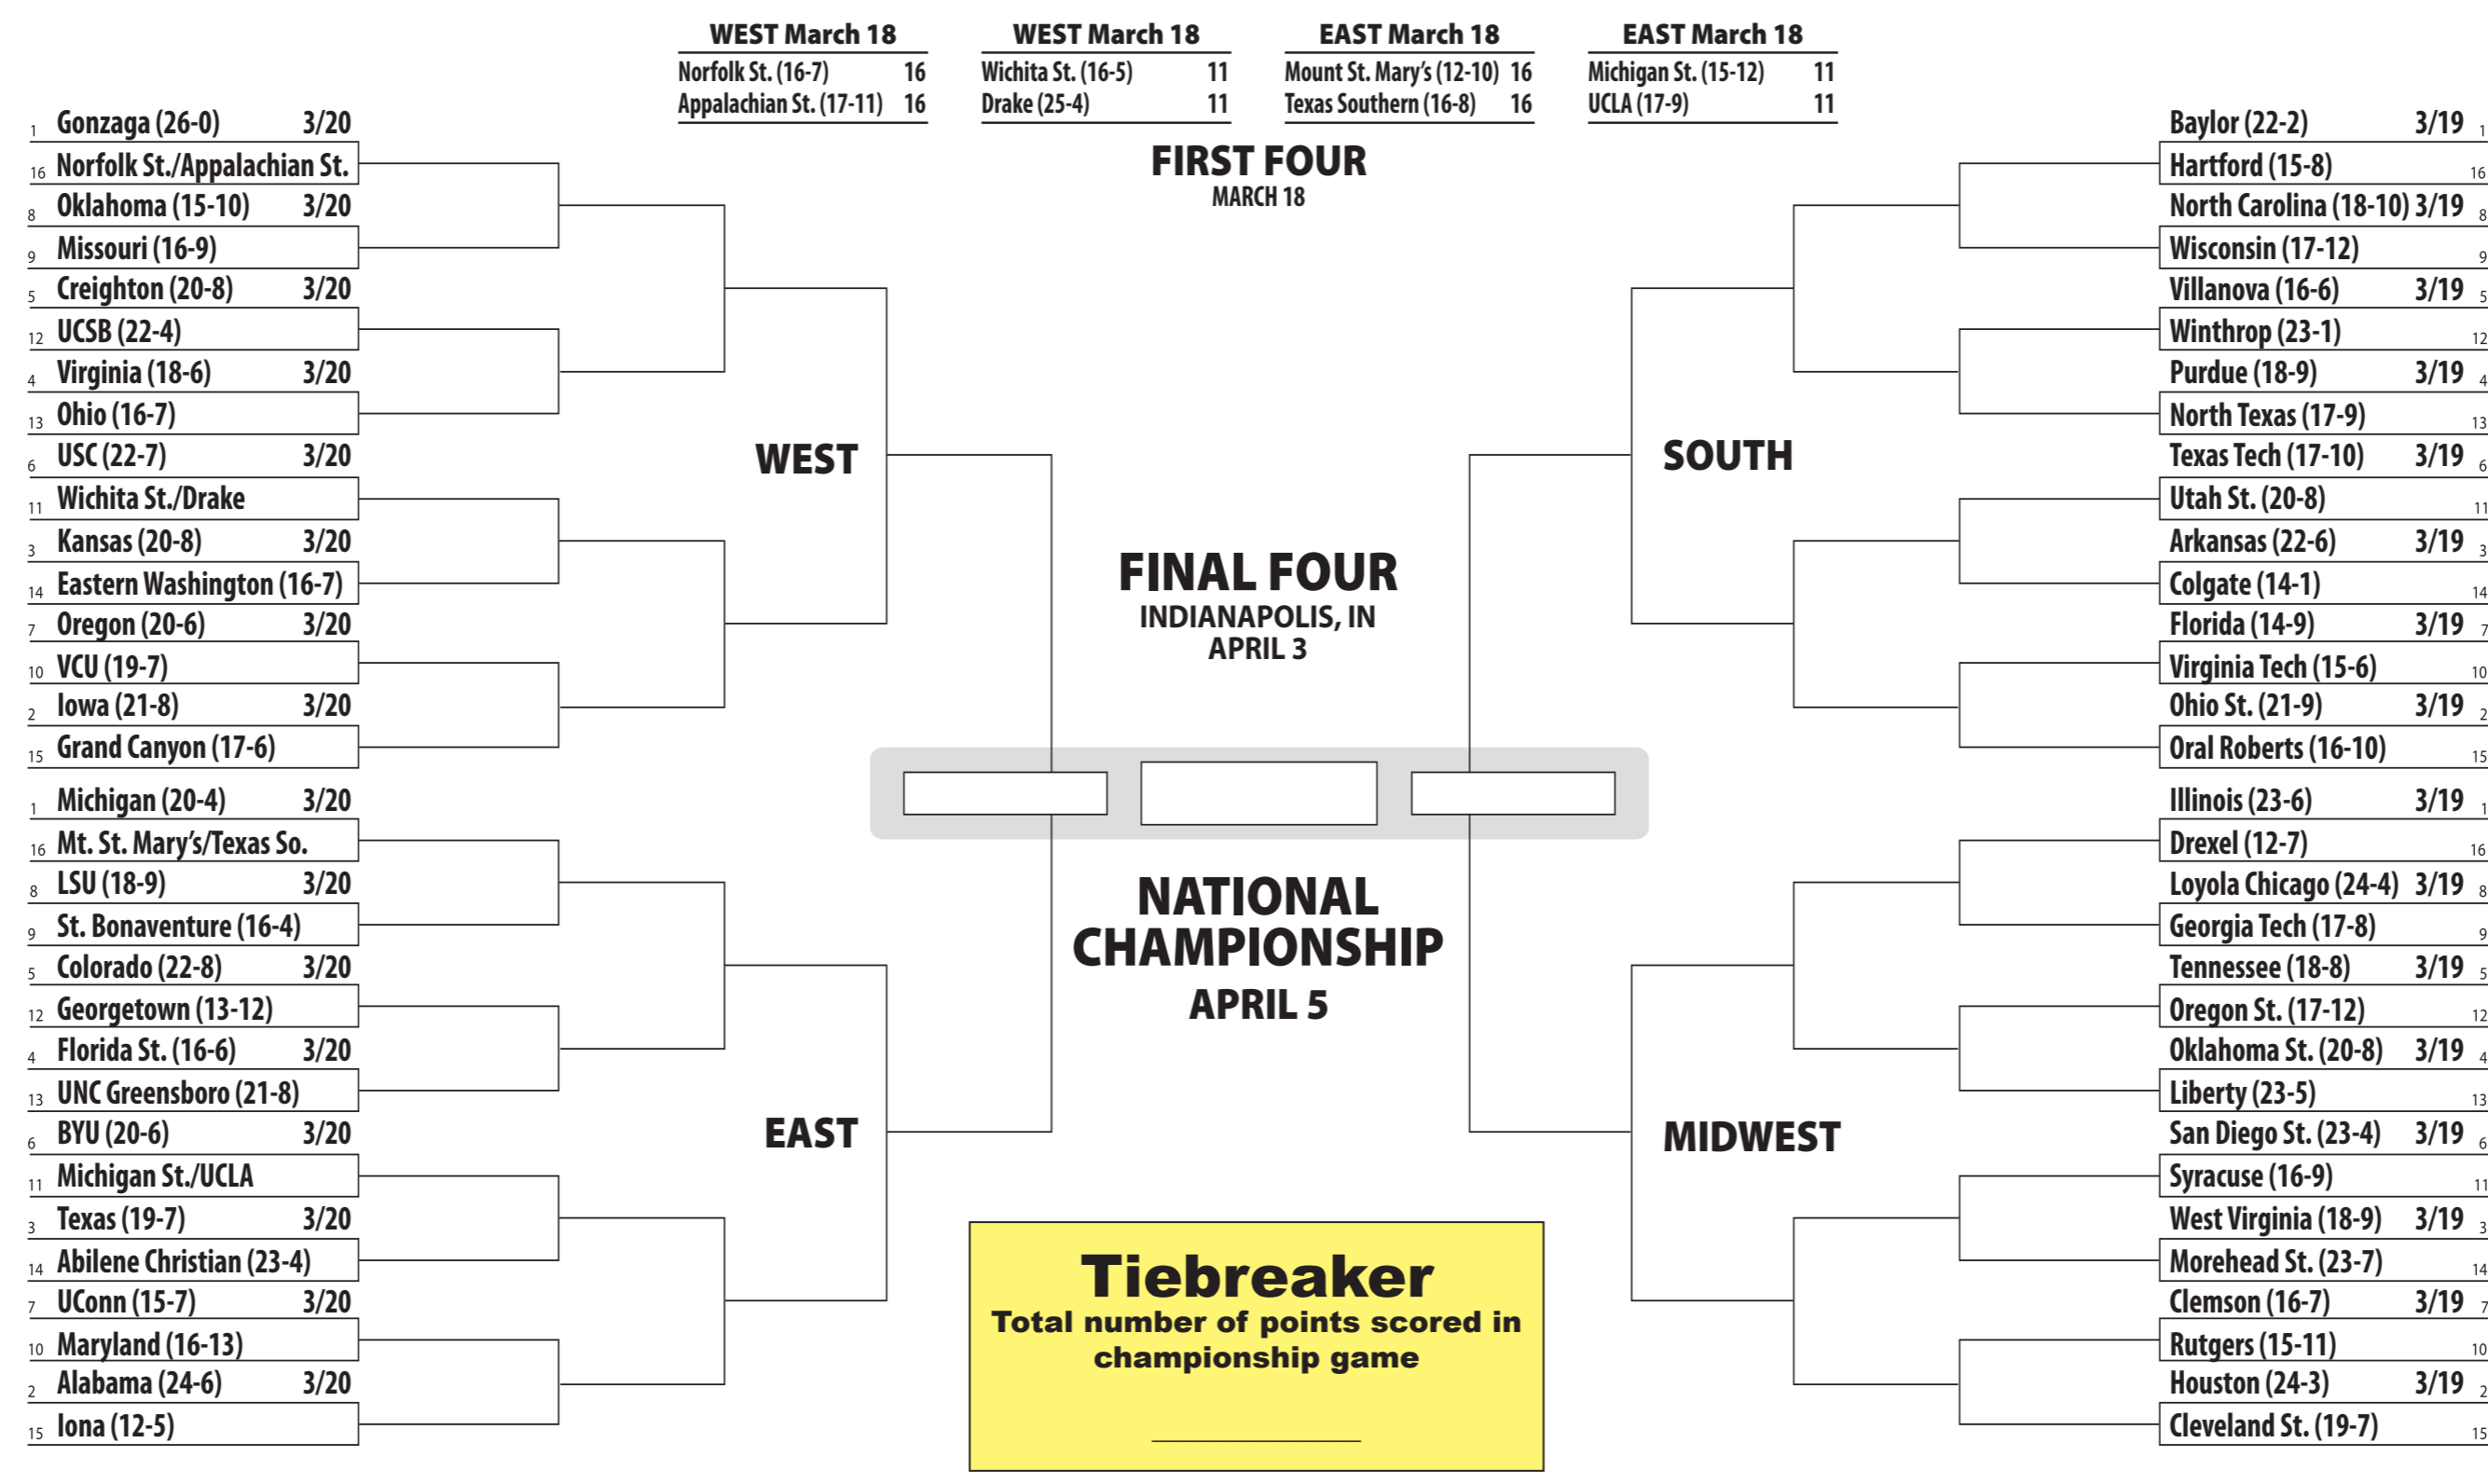 WEST March 18
Norfolk St. (16-7) 16
Appalachian St. (17-11) 16
WEST March 18
Wichita St. (16-5) 11
Drake (25-4) 11
EAST March 18
Mount St. Mary's (12-10) 16
Texas Southern (16-8) 16
EAST March 18
Michigan St. (15-12) 11
UCLA (17-9) 11
FIRST FOUR
MARCH 18
1 Gonzaga (26-0) 3/20
16 Norfolk St./Appalachian St.
8 Oklahoma (15-10) 3/20
9 Missouri (16-9)
5 Creighton (20-8) 3/20
12 UCSB (22-4)
4 Virginia (18-6) 3/20
13 Ohio (16-7)
6 USC (22-7) 3/20
11 Wichita St./Drake
3 Kansas (20-8) 3/20
14 Eastern Washington (16-7)
7 Oregon (20-6) 3/20
10 VCU (19-7)
2 Iowa (21-8) 3/20
15 Grand Canyon (17-6)
WEST
1 Michigan (20-4) 3/20
16 Mt. St. Mary's/Texas So.
8 LSU (18-9) 3/20
9 St. Bonaventure (16-4)
5 Colorado (22-8) 3/20
12 Georgetown (13-12)
4 Florida St. (16-6) 3/20
13 UNC Greensboro (21-8)
6 BYU (20-6) 3/20
11 Michigan St./UCLA
3 Texas (19-7) 3/20
14 Abilene Christian (23-4)
7 UConn (15-7) 3/20
10 Maryland (16-13)
2 Alabama (24-6) 3/20
15 Iona (12-5)
EAST
FINAL FOUR
INDIANAPOLIS, IN
APRIL 3
NATIONAL
CHAMPIONSHIP
APRIL 5
Tiebreaker
Total number of points scored in
championship game
Baylor (22-2) 3/19 1
Hartford (15-8) 16
North Carolina (18-10) 3/19 8
Wisconsin (17-12) 9
Villanova (16-6) 3/19 5
Winthrop (23-1) 12
Purdue (18-9) 3/19 4
North Texas (17-9) 13
Texas Tech (17-10) 3/19 6
Utah St. (20-8) 11
Arkansas (22-6) 3/19 3
Colgate (14-1) 14
Florida (14-9) 3/19 7
Virginia Tech (15-6) 10
Ohio St. (21-9) 3/19 2
Oral Roberts (16-10) 15
SOUTH
Illinois (23-6) 3/19 1
Drexel (12-7) 16
Loyola Chicago (24-4) 3/19 8
Georgia Tech (17-8) 9
Tennessee (18-8) 3/19 5
Oregon St. (17-12) 12
Oklahoma St. (20-8) 3/19 4
Liberty (23-5) 13
San Diego St. (23-4) 3/19 6
Syracuse (16-9) 11
West Virginia (18-9) 3/19 3
Morehead St. (23-7) 14
Clemson (16-7) 3/19 7
Rutgers (15-11) 10
Houston (24-3) 3/19 2
Cleveland St. (19-7) 15
MIDWEST